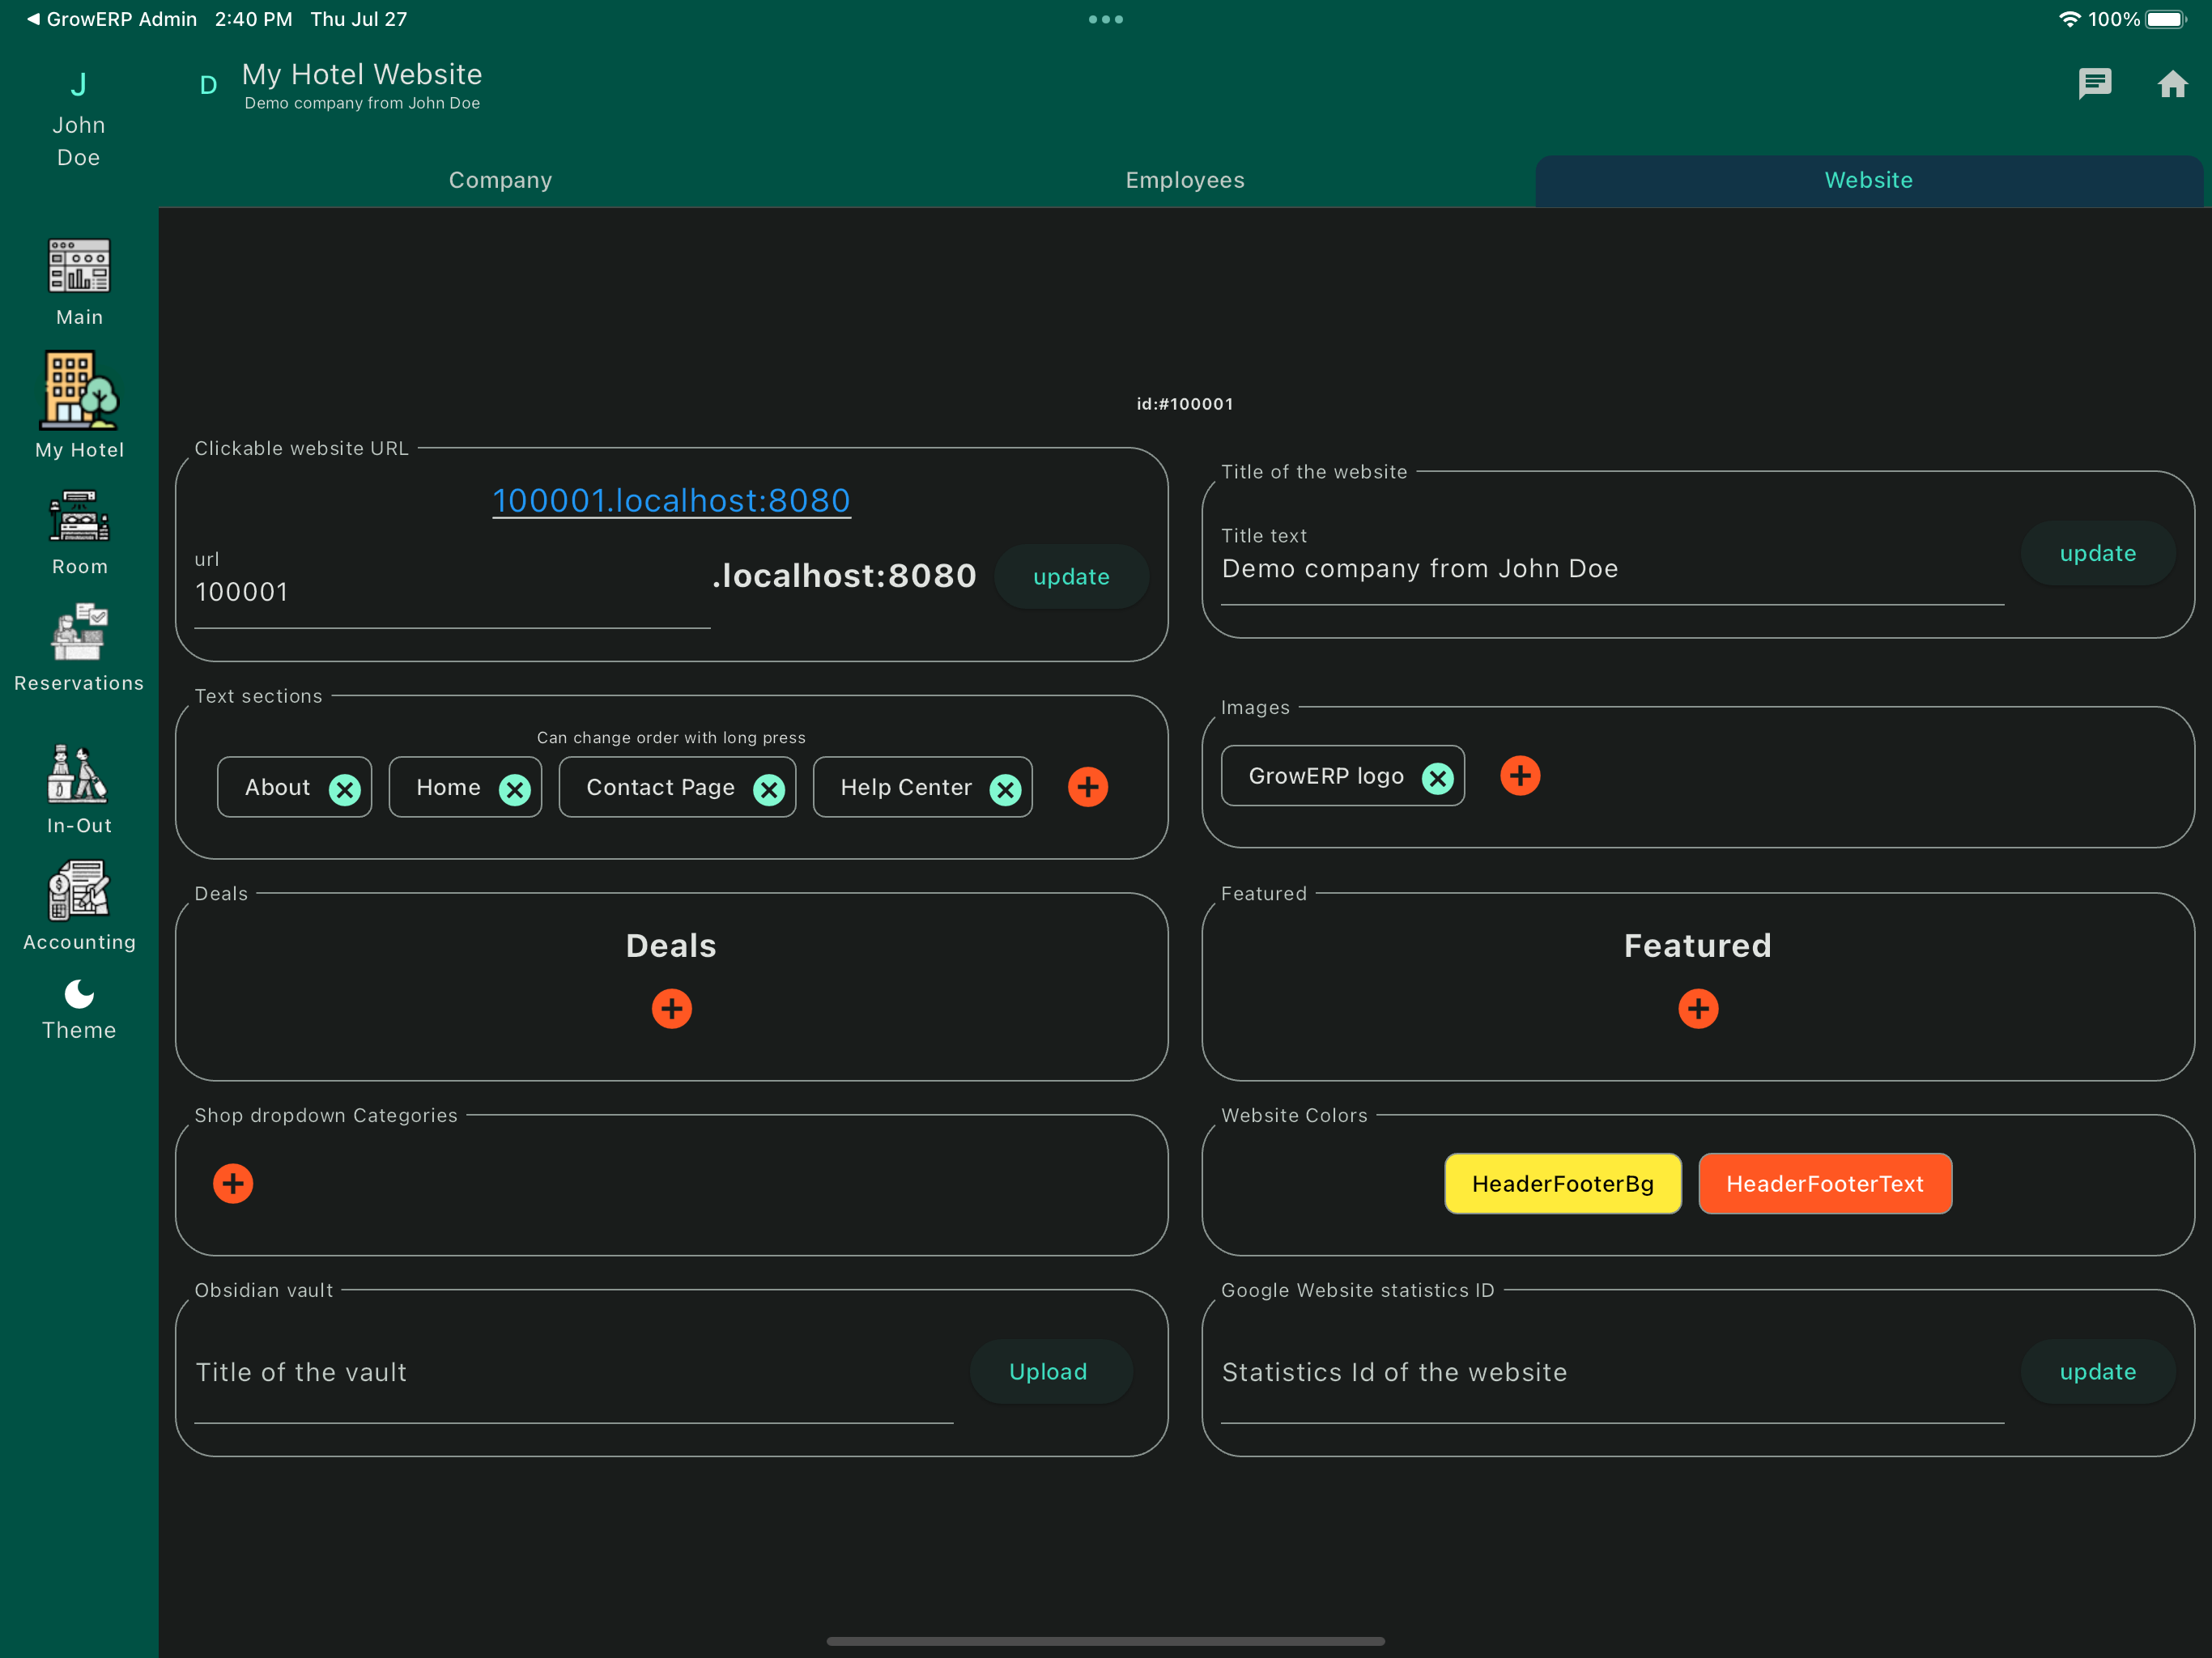 GrowERP Admin 2:40 PM Thu Jul 27
100%
J
John
Doe
D
My Hotel Website
Demo company from John Doe
Company
Employees
Website
Main
My Hotel
Room
Reservations
In-Out
Accounting
Theme
id:#100001
Clickable website URL
100001.localhost:8080
url
100001
.localhost:8080
update
Title of the website
Title text
Demo company from John Doe
update
Text sections
Can change order with long press
About
Home
Contact Page
Help Center
Images
GrowERP logo
Deals
Deals
Featured
Featured
Shop dropdown Categories
Website Colors
HeaderFooterBg
HeaderFooterText
Obsidian vault
Title of the vault
Upload
Google Website statistics ID
Statistics Id of the website
update